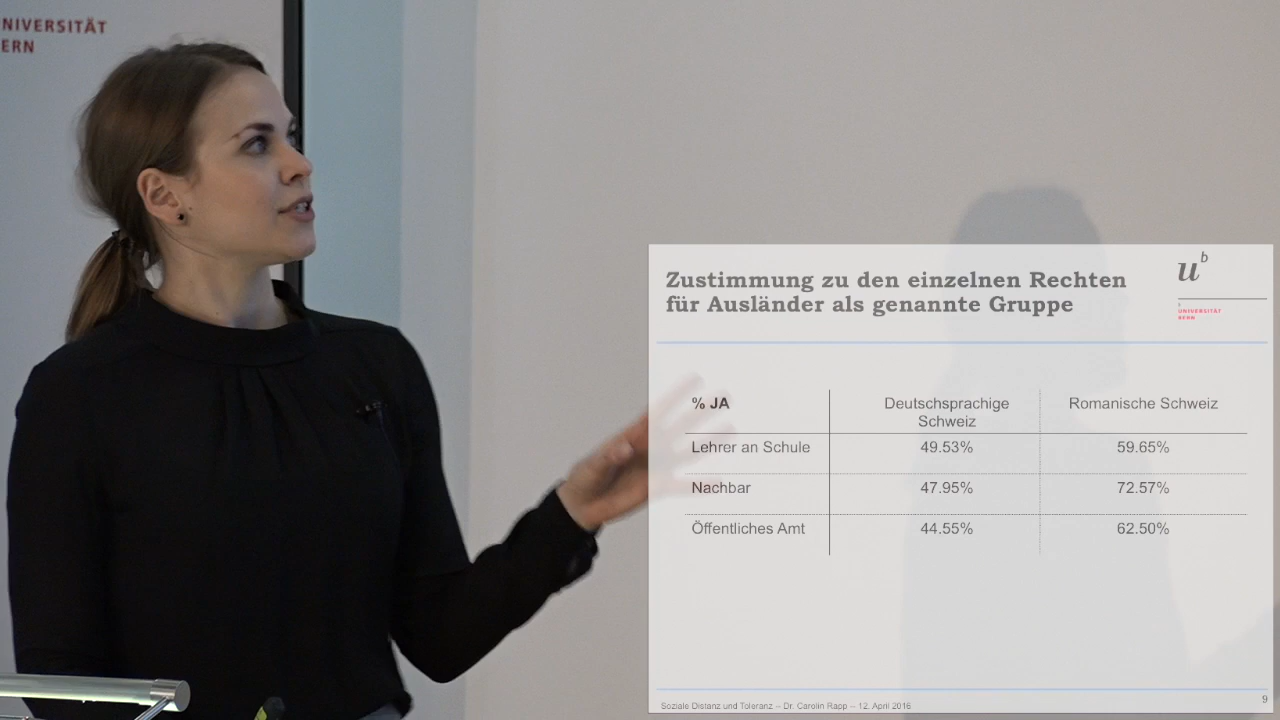 NIVERSITÄT
ERN
Zustimmung zu den einzelnen Rechten
für Ausländer als genannte Gruppe
u b
b
UNIVERSITÄT
BERN
% JA Deutschsprachige Schweiz Romanische Schweiz
Lehrer an Schule 49.53% 59.65%
Nachbar 47.95% 72.57%
Öffentliches Amt 44.55% 62.50%
Soziale Distanz und Toleranz – Dr. Carolin Rapp – 12. April 2016
9